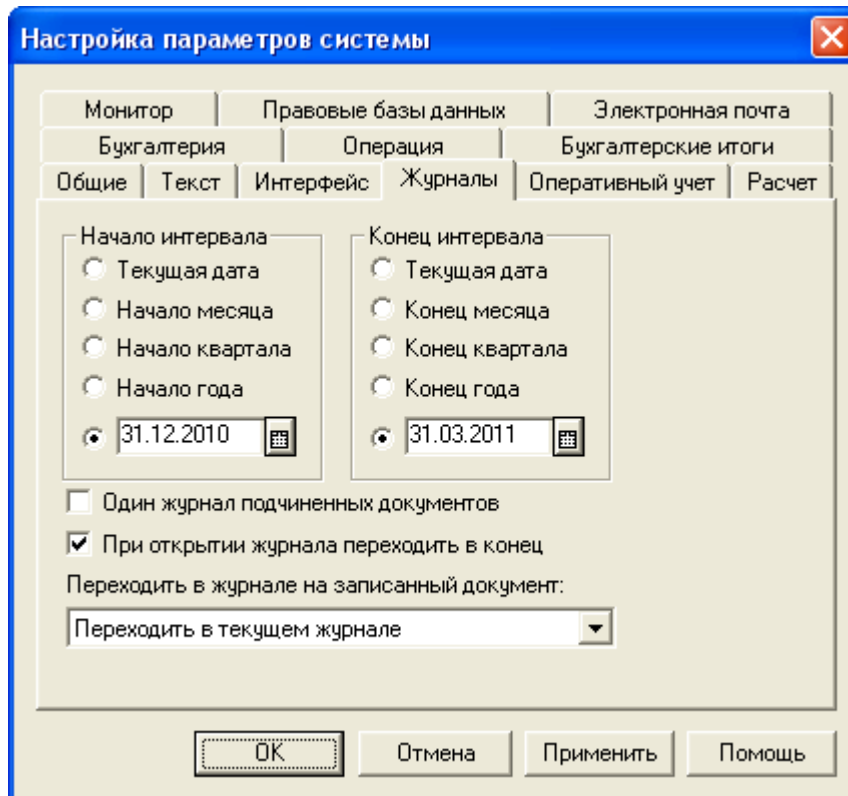 Настройка параметров системы
Монитор Правовые базы данных Электронная почта
Бухгалтерия Операция Бухгалтерские итоги
Общие Текст Интерфейс Журналы Оперативный учет Расчет
Начало интервала Конец интервала
Текущая дата Текущая дата
Начало месяца Конец месяца
Начало квартала Конец квартала
Начало года Конец года
31.12.2010 31.03.2011
Один журнал подчиненных документов
При открытии журнала переходить в конец
Переходить в журнале на записанный документ:
Переходить в текущем журнале
OK Отмена Применить Помощь